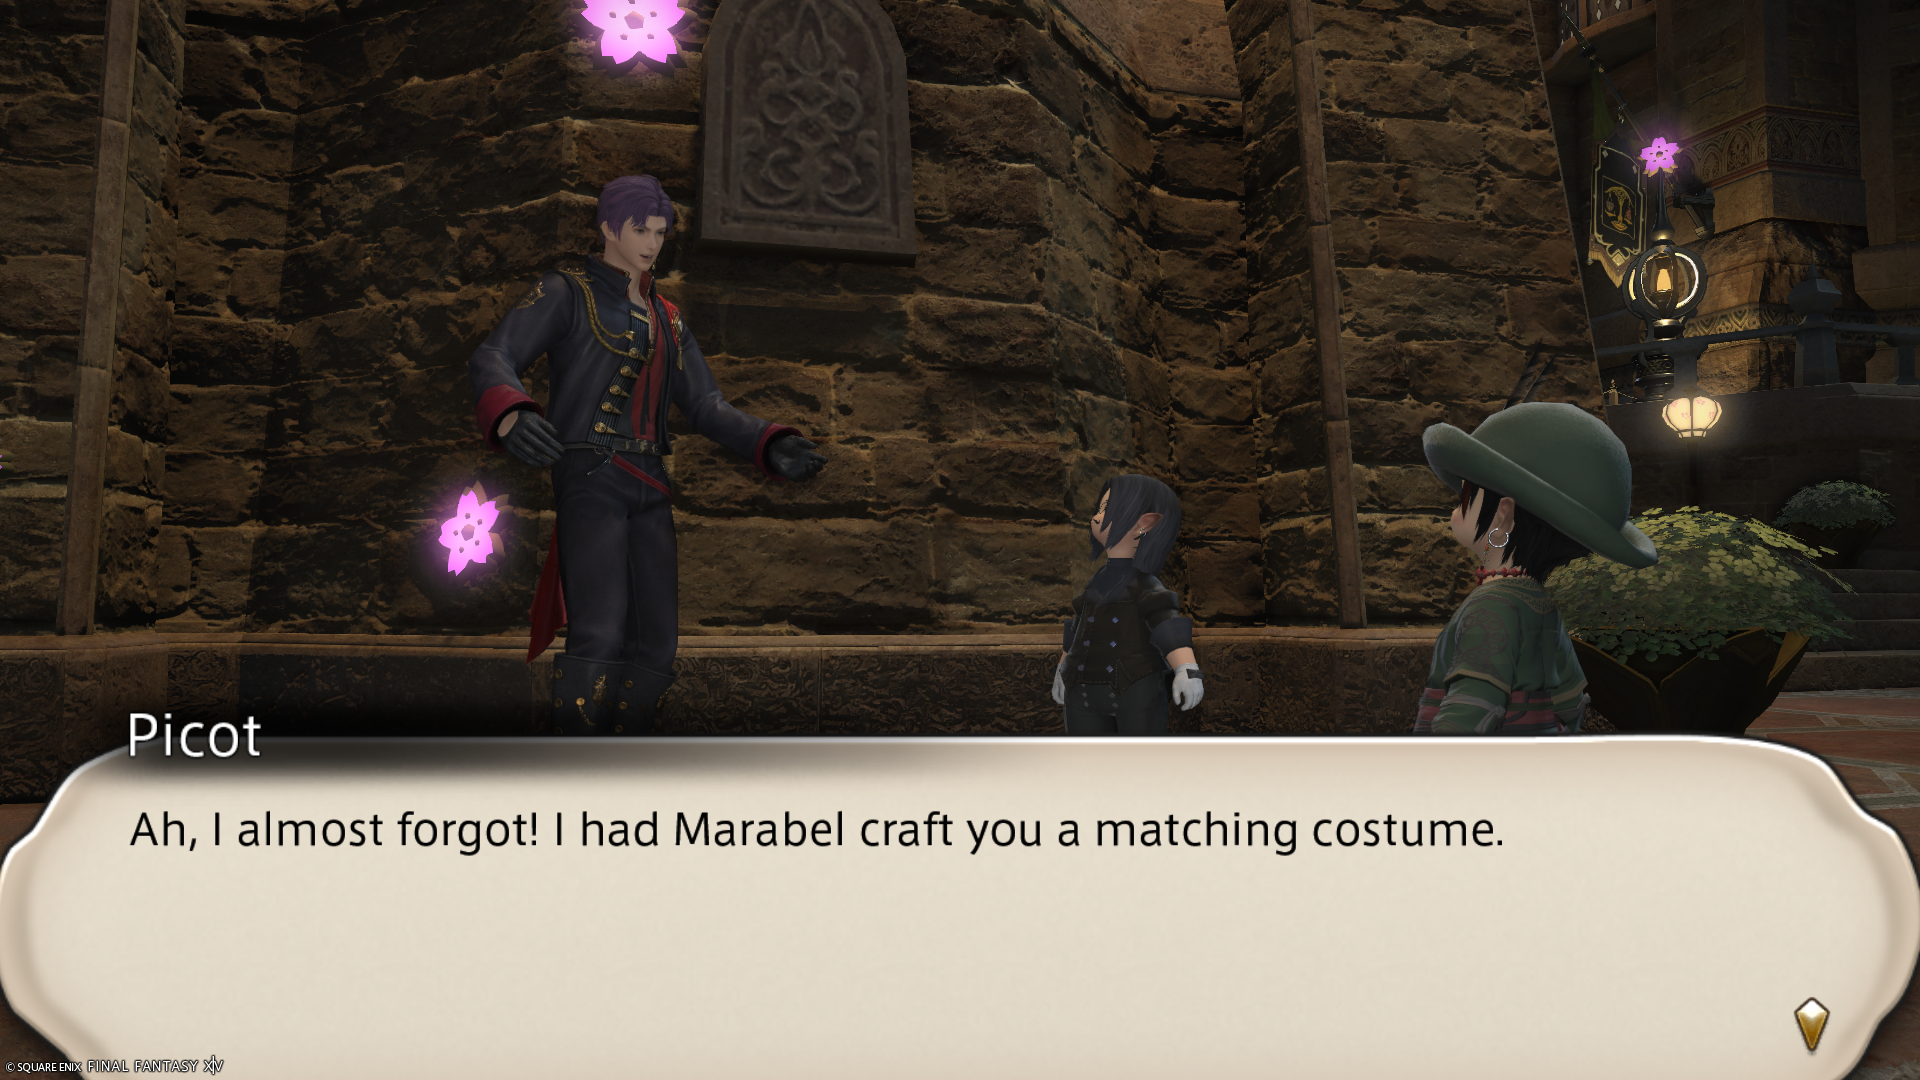 Picot
Ah, I almost forgot! I had Marabel craft you a matching costume.
© SQUARE ENIX FINAL FANTASY XIV